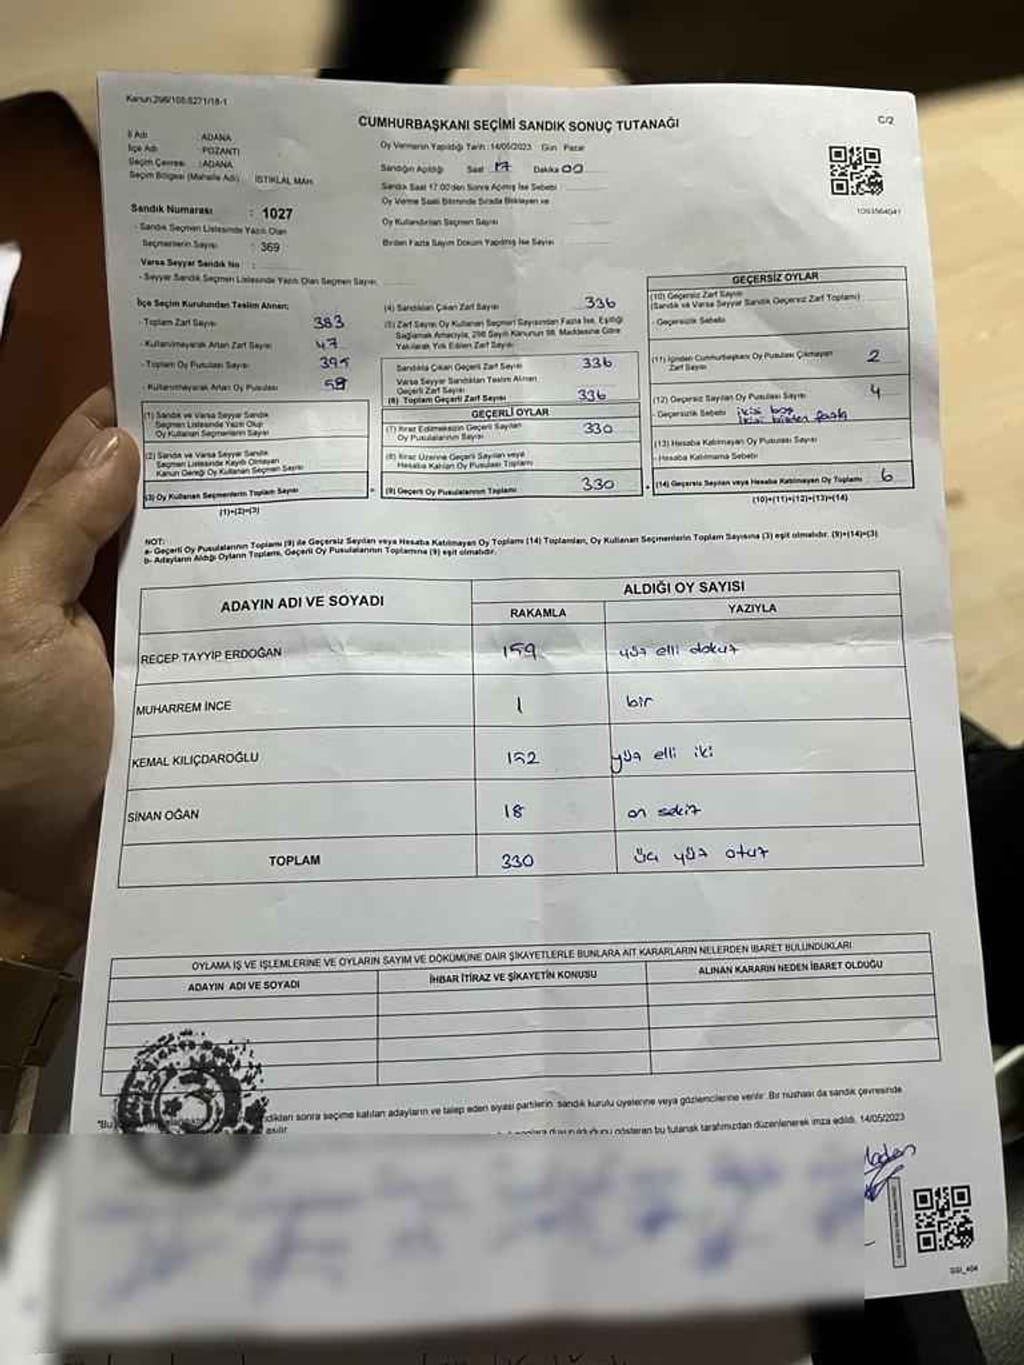 Kanun:298/105:5271/18-1
CUMHURBAŞKANI SEÇİMİ SANDIK SONUÇ TUTANAĞI
C/2
İl Adı : ADANA
İlçe Adı : POZANTI
Seçim Çevresi : ADANA
Seçim Bölgesi (Mahalle Adı) : İSTİKLAL MAH.
Oy Vermenin Yapıldığı Tarih : 14/05/2023 Gün : Pazar
Sandığın Açıldığı Saat 17 Dakika 00
Sandık Saat 17.00'den Sonra Açılmış İse Sebebi
Oy Verme Saati Bitiminde Sırada Bekleyen ve
Oy Kullandırılan Seçmen Sayısı
Birden Fazla Sayım Döküm Yapılmış İse Sayısı
Sandık Numarası : 1027
- Sandık Seçmen Listesinde Yazılı Olan
Seçmenlerin Sayısı : 369
Varsa Seyyar Sandık No :
- Seyyar Sandık Seçmen Listesinde Yazılı Olan Seçmen Sayısı
İlçe Seçim Kurulundan Teslim Alınan;
- Toplam Zarf Sayısı 383
- Kullanılmayarak Artan Zarf Sayısı 47
- Toplam Oy Pusulası Sayısı 395
- Kullanılmayarak Artan Oy Pusulası
(1) Sandık ve Varsa Seyyar Sandık
Seçmen Listesinde Yazılı Olup
Oy Kullanan Seçmenlerin Sayısı
(2) Sandık ve Varsa Seyyar Sandık
Seçmen Listesinde Kayıtlı Olmayan
Kanun Gereği Oy Kullanan Seçmen Sayısı
(3) Oy Kullanan Seçmenlerin Toplam Sayısı
(1)+(2)=(3)
(4) Sandıktan Çıkan Zarf Sayısı 336
(5) Zarf Sayısı Oy Kullanan Seçmen Sayısından Fazla İse, Eşitliği
Sağlamak Amacıyla, 298 Sayılı Kanunun 98. Maddesine Göre
Yakılarak Yok Edilen Zarf Sayısı
Sandıkta Çıkan Geçerli Zarf Sayısı 336
Varsa Seyyar Sandıktan Teslim Alınan
Geçerli Zarf Sayısı
(6) Toplam Geçerli Zarf Sayısı 336
GEÇERLİ OYLAR
(7) İtiraz Edilmeksizin Geçerli Sayılan
Oy Pusulalarının Sayısı 330
(8) İtiraz Üzerine Geçerli Sayılan veya
Hesaba Katılan Oy Pusulası Toplamı
(9) Geçerli Oy Pusulalarının Toplamı 330
GEÇERSİZ OYLAR
(10) Geçersiz Zarf Sayısı
(Sandık ve Varsa Seyyar Sandık Geçersiz Zarf Toplamı)
- Geçersizlik Sebebi
(11) İçinden Cumhurbaşkanı Oy Pusulası Çıkmayan
Zarf Sayısı 2
(12) Geçersiz Sayılan Oy Pusulası Sayısı 4
- Geçersizlik Sebebi ikisi boş
ikisi birden fazla
(13) Hesaba Katılmayan Oy Pusulası Sayısı
- Hesaba Katılmama Sebebi
(14) Geçersiz Sayılan veya Hesaba Katılmayan Oy Toplamı 6
(10)+(11)+(12)+(13)=(14)
NOT:
a- Geçerli Oy Pusulalarının Toplamı (9) ile Geçersiz Sayılan veya Hesaba Katılmayan Oy Toplamı (14) Toplamları, Oy Kullanan Seçmenlerin Toplam Sayısına (3) eşit olmalıdır. (9)+(14)=(3)
b- Adayların Aldığı Oyların Toplamı, Geçerli Oy Pusulalarının Toplamına (9) eşit olmalıdır.
ADAYIN ADI VE SOYADI
ALDIĞI OY SAYISI
RAKAMLA YAZIYLA
RECEP TAYYİP ERDOĞAN 159 yüz elli dokuz
MUHARREM İNCE 1 bir
KEMAL KILIÇDAROĞLU 152 yüz elli iki
SİNAN OĞAN 18 on sekiz
TOPLAM 330 üç yüz otuz
OYLAMA İŞ VE İŞLEMLERİNE VE OYLARIN SAYIM VE DÖKÜMÜNE DAİR ŞİKAYETLERLE BUNLARA AİT KARARLARIN NELERDEN İBARET BULUNDUKLARI
ADAYIN ADI VE SOYADI İHBAR İTİRAZ VE ŞİKAYETİN KONUSU ALINAN KARARIN NEDEN İBARET OLDUĞU
"Bu sonra seçime katılan adayların ve talep eden siyasi partilerin sandık kurulu üyelerine veya gözlemcilerine verilir. Bir nüshası da sandık çevresinde
asılır.
duyurulduğunu gösteren bu tutanak tarafımızdan düzenlenerek imza edildi. 14/05/2023